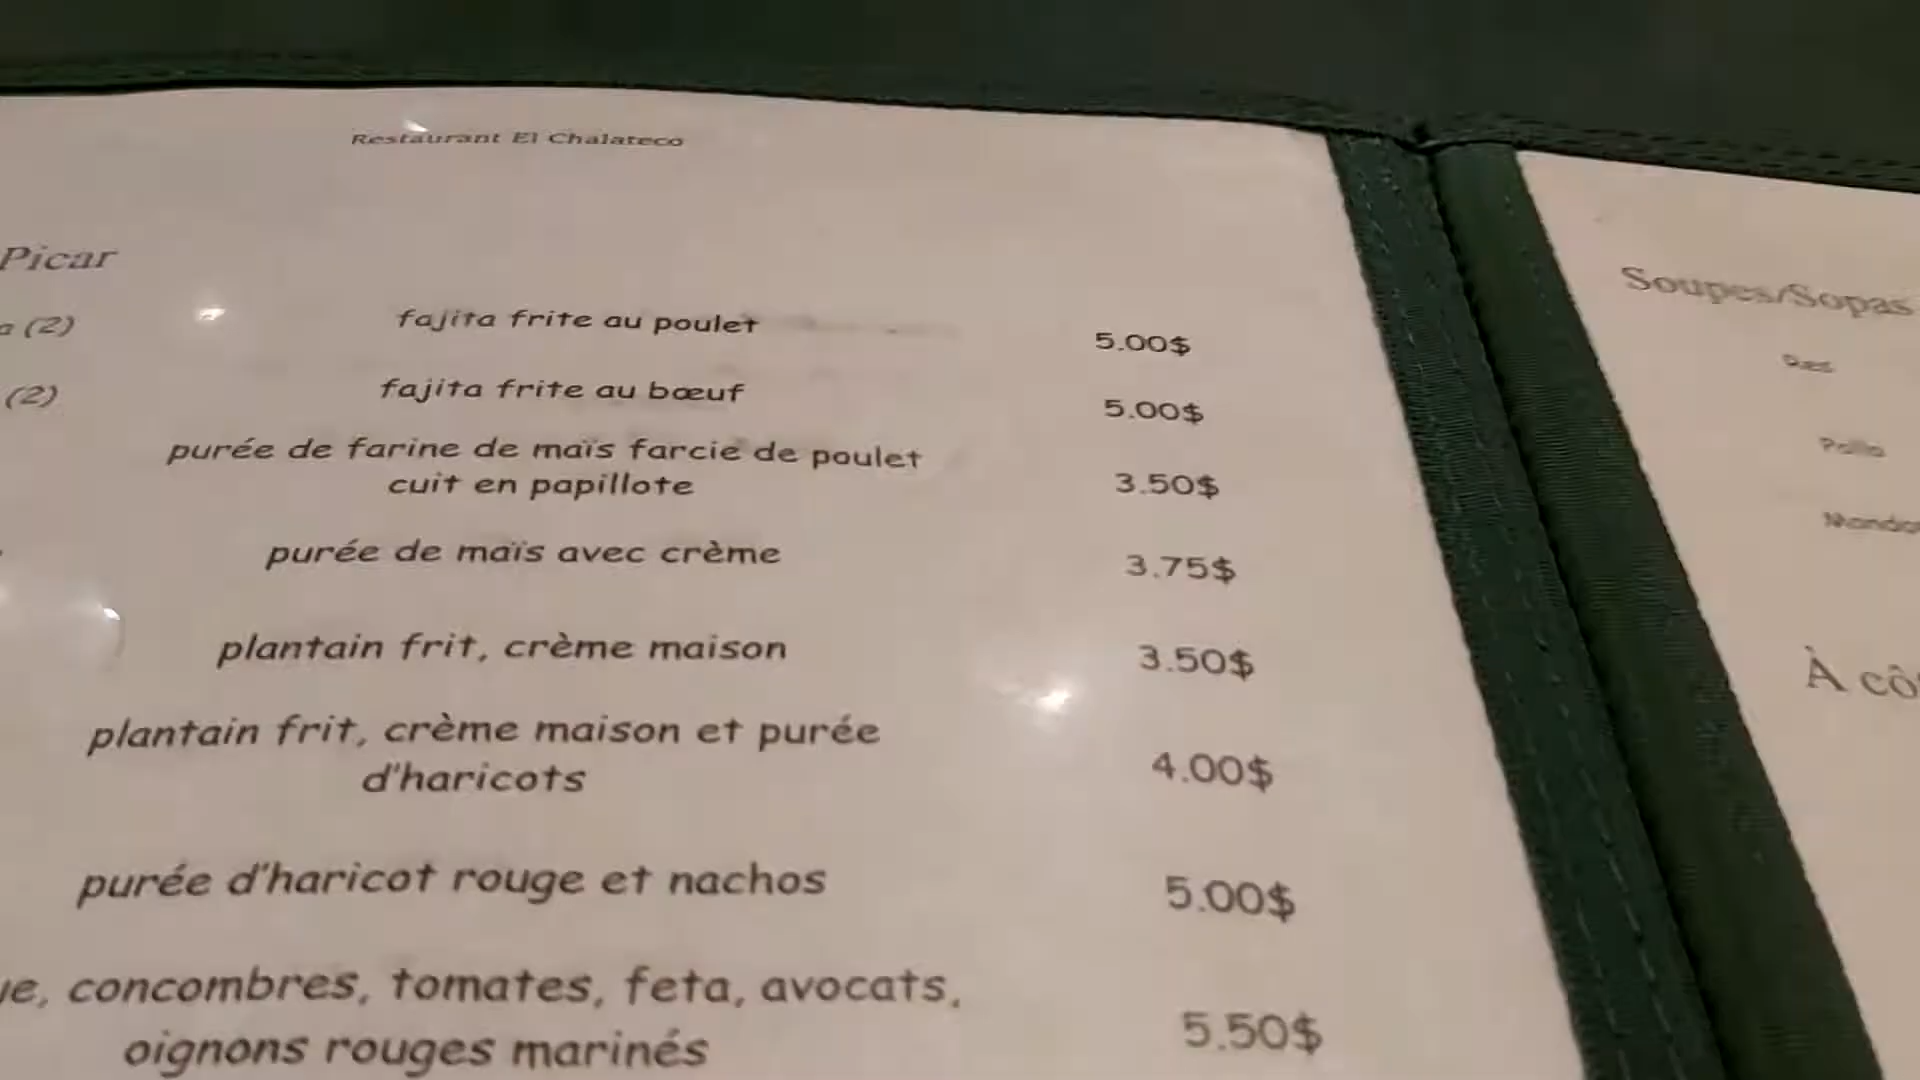 Restaurant El Chalateco
Picar
a (2)
fajita frite au poulet
5.00$
(2)
fajita frite au bœuf
5.00$
purée de farine de maïs farcie de poulet
cuit en papillote
3.50$
purée de maïs avec crème
3.75$
plantain frit, crème maison
3.50$
plantain frit, crème maison et purée
d'haricots
4.00$
purée d'haricot rouge et nachos
5.00$
concombres, tomates, feta, avocats,
oignons rouges marinés
5.50$
Soupes/Sopas
Res
Pollo
À cô